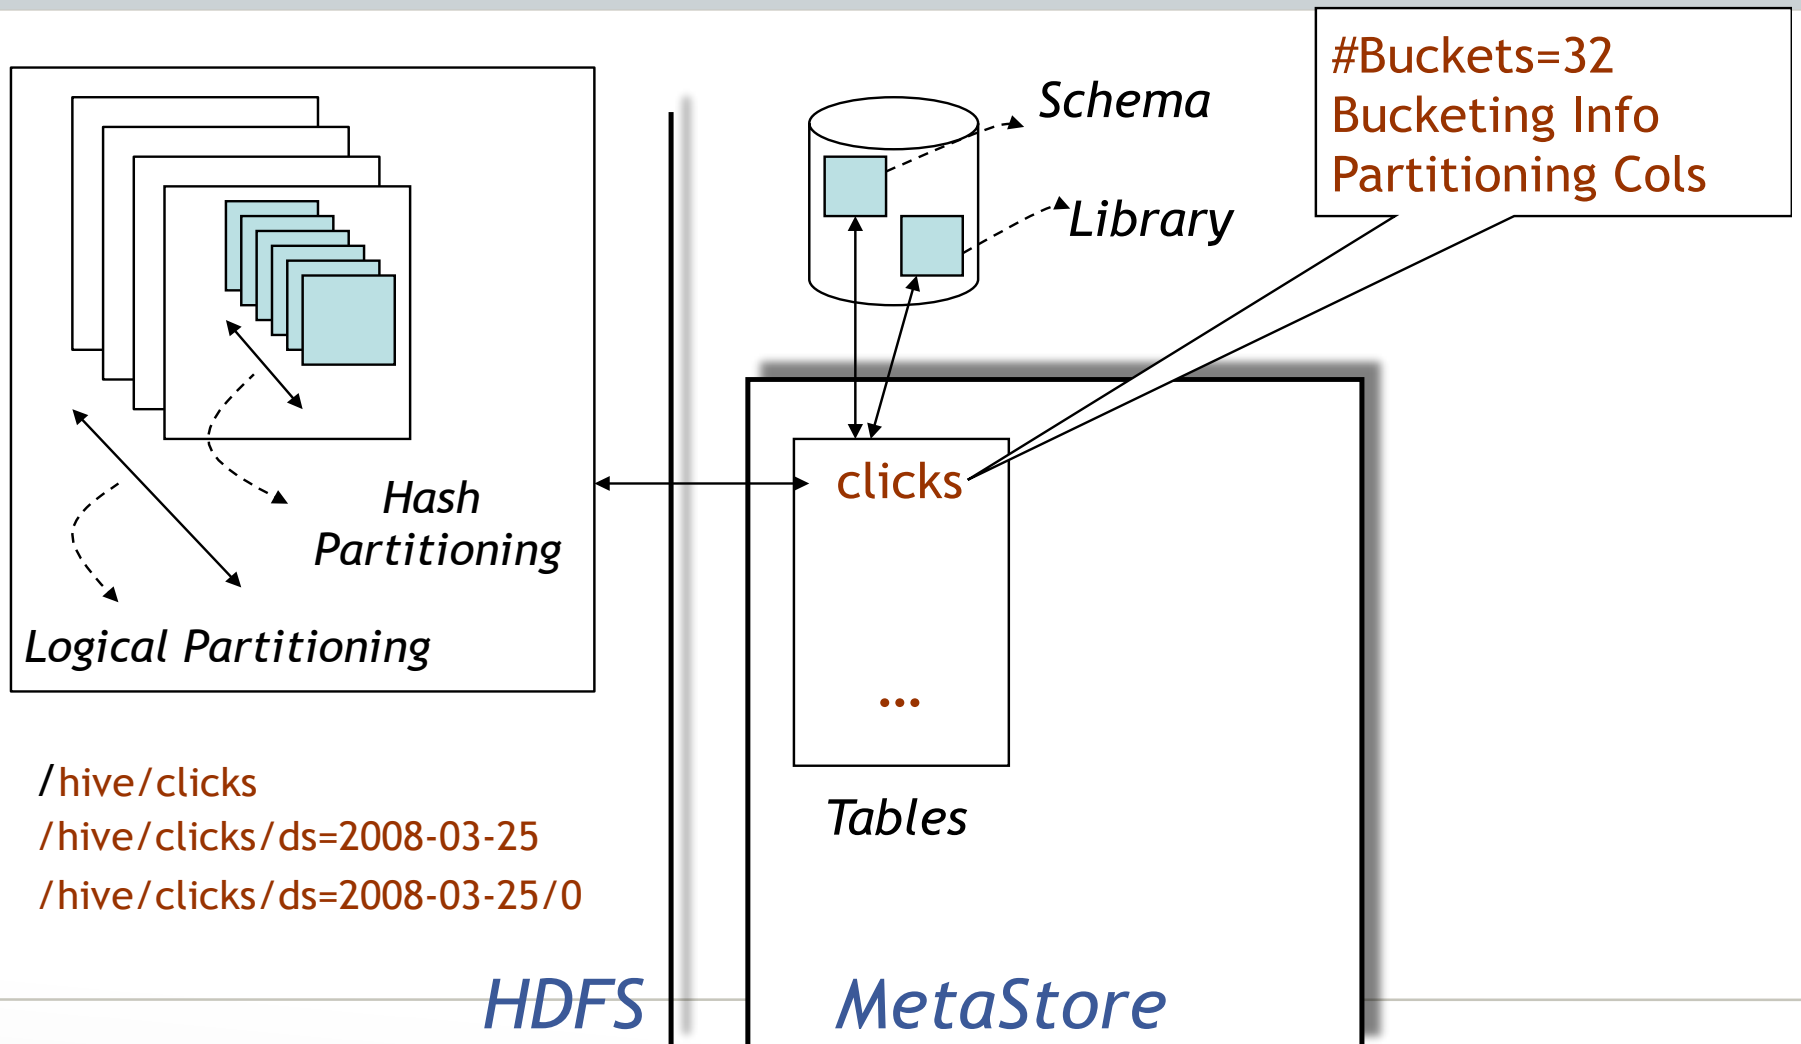 #Buckets=32
Bucketing Info
Partitioning Cols
Schema
Library
clicks
...
Tables
Hash
Partitioning
Logical Partitioning
/hive/clicks
/hive/clicks/ds=2008-03-25
/hive/clicks/ds=2008-03-25/0
HDFS
MetaStore